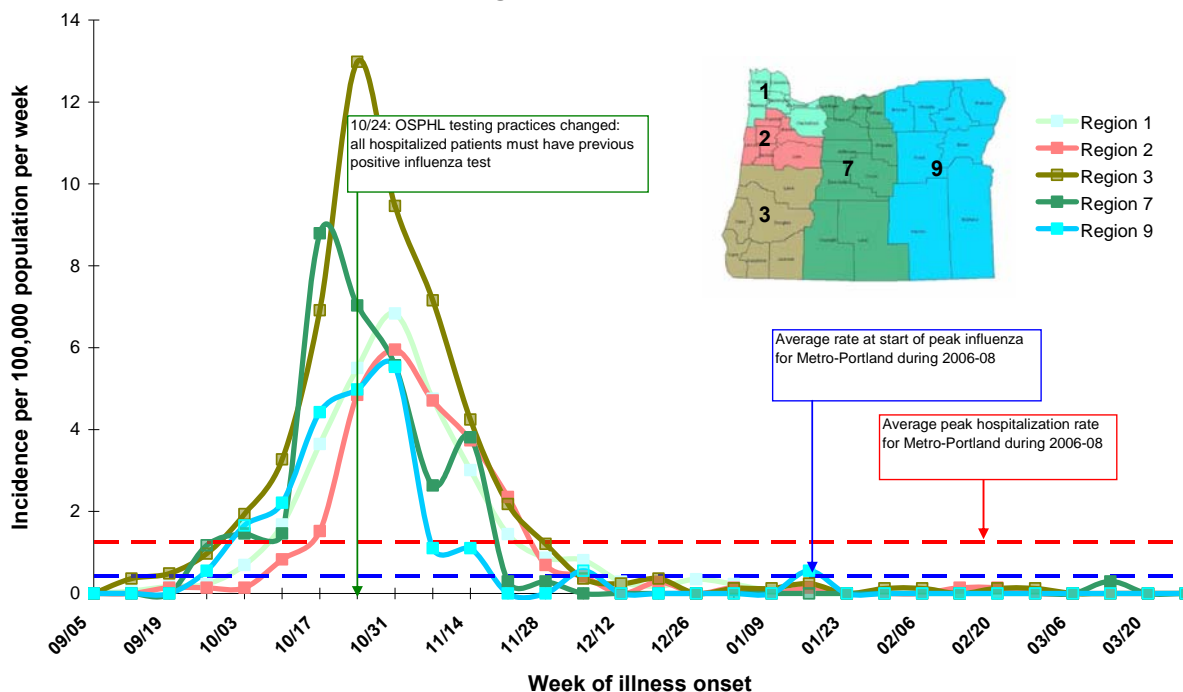 14
12
10
8
6
4
2
0
Incidence per 100,000 population per week
10/24: OSPHL testing practices changed:
all hospitalized patients must have previous
positive influenza test
1
2
3
7
9
Region 1
Region 2
Region 3
Region 7
Region 9
Average rate at start of peak influenza
for Metro-Portland during 2006-08
Average peak hospitalization rate
for Metro-Portland during 2006-08
09/05
09/19
10/03
10/17
10/31
11/14
11/28
12/12
12/26
01/09
01/23
02/06
02/20
03/06
03/20
Week of illness onset